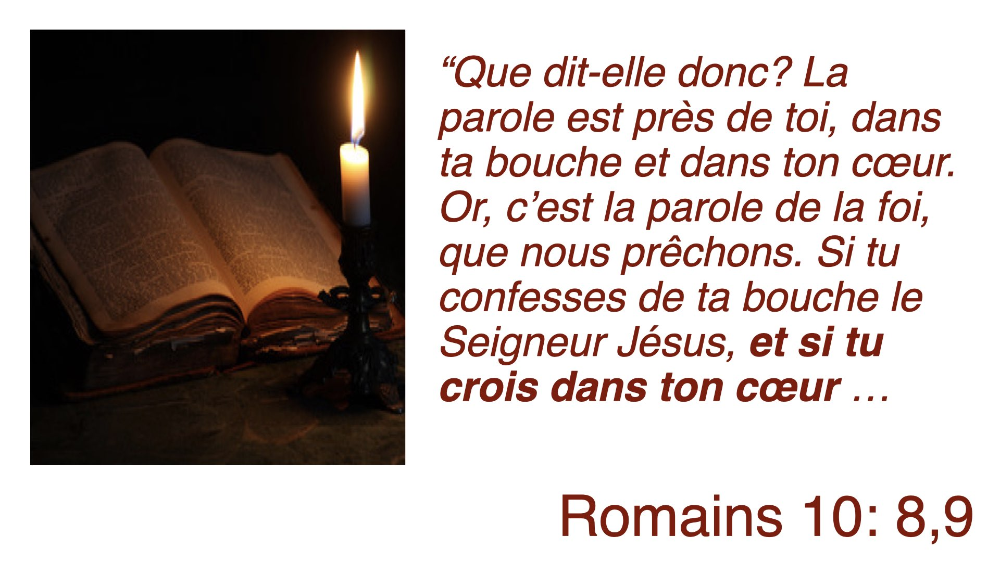 “Que dit-elle donc? La
parole est près de toi, dans
ta bouche et dans ton cœur.
Or, c’est la parole de la foi,
que nous prêchons. Si tu
confesses de ta bouche le
Seigneur Jésus, et si tu
crois dans ton cœur …
Romains 10: 8,9